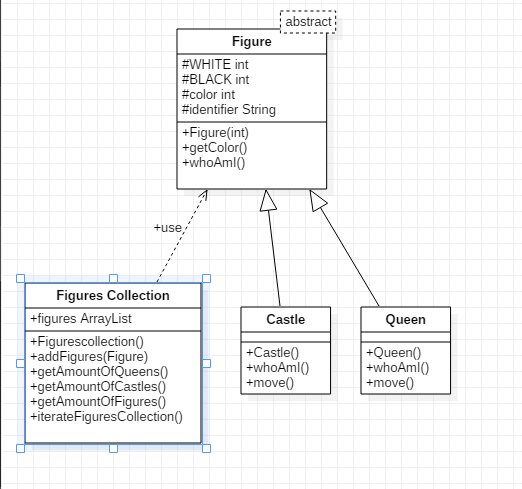 abstract
Figure
#WHITE int
#BLACK int
#color int
#identifier String
+Figure(int)
+getColor()
+whoAmI()
+use
Figures Collection
+figures ArrayList
+Figurescollection()
+addFigures(Figure)
+getAmountOfQueens()
+getAmountOfCastles()
+getAmountOfFigures()
+iterateFiguresCollection()
Castle
+Castle()
+whoAmI()
+move()
Queen
+Queen()
+whoAmI()
+move()